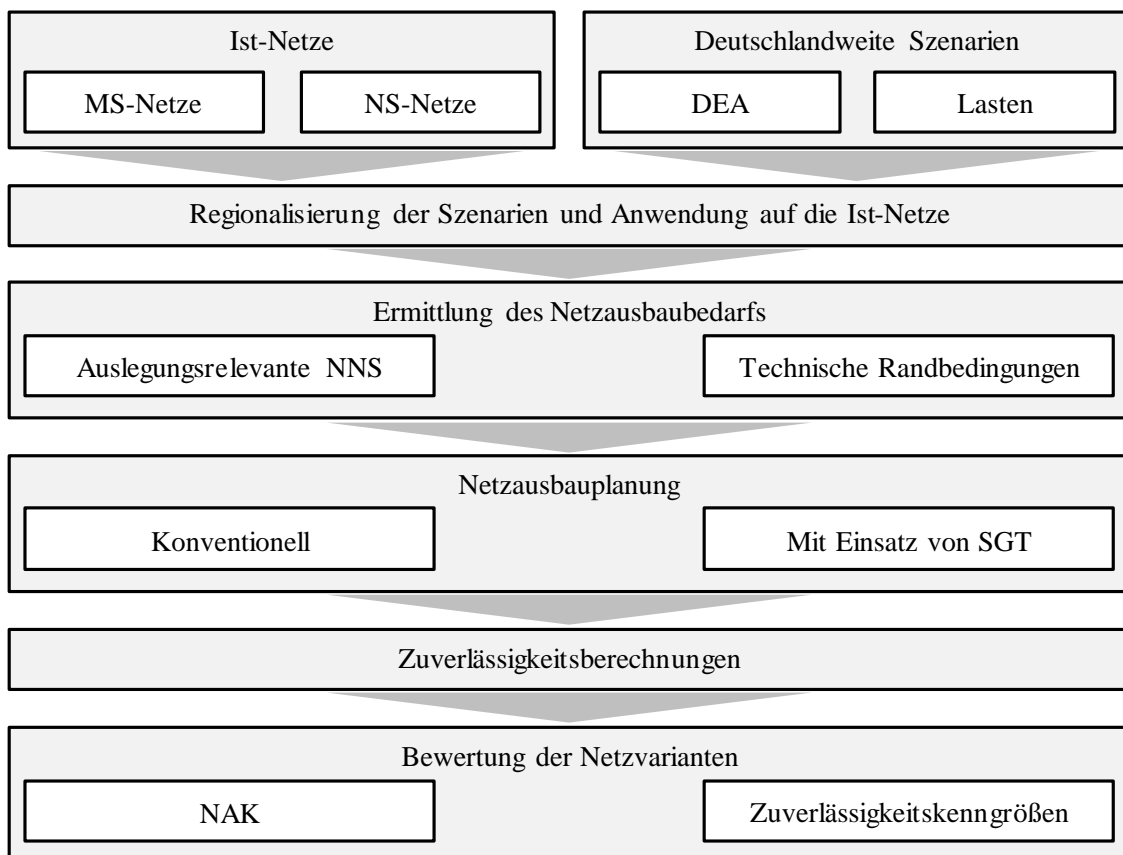 Ist-Netze
MS-Netze
NS-Netze
Deutschlandweite Szenarien
DEA
Lasten
Regionalisierung der Szenarien und Anwendung auf die Ist-Netze
Ermittlung des Netzausbaubedarfs
Auslegungsrelevante NNS
Technische Randbedingungen
Netzausbauplanung
Konventionell
Mit Einsatz von SGT
Zuverlässigkeitsberechnungen
Bewertung der Netzvarianten
NAK
Zuverlässigkeitskenngrößen